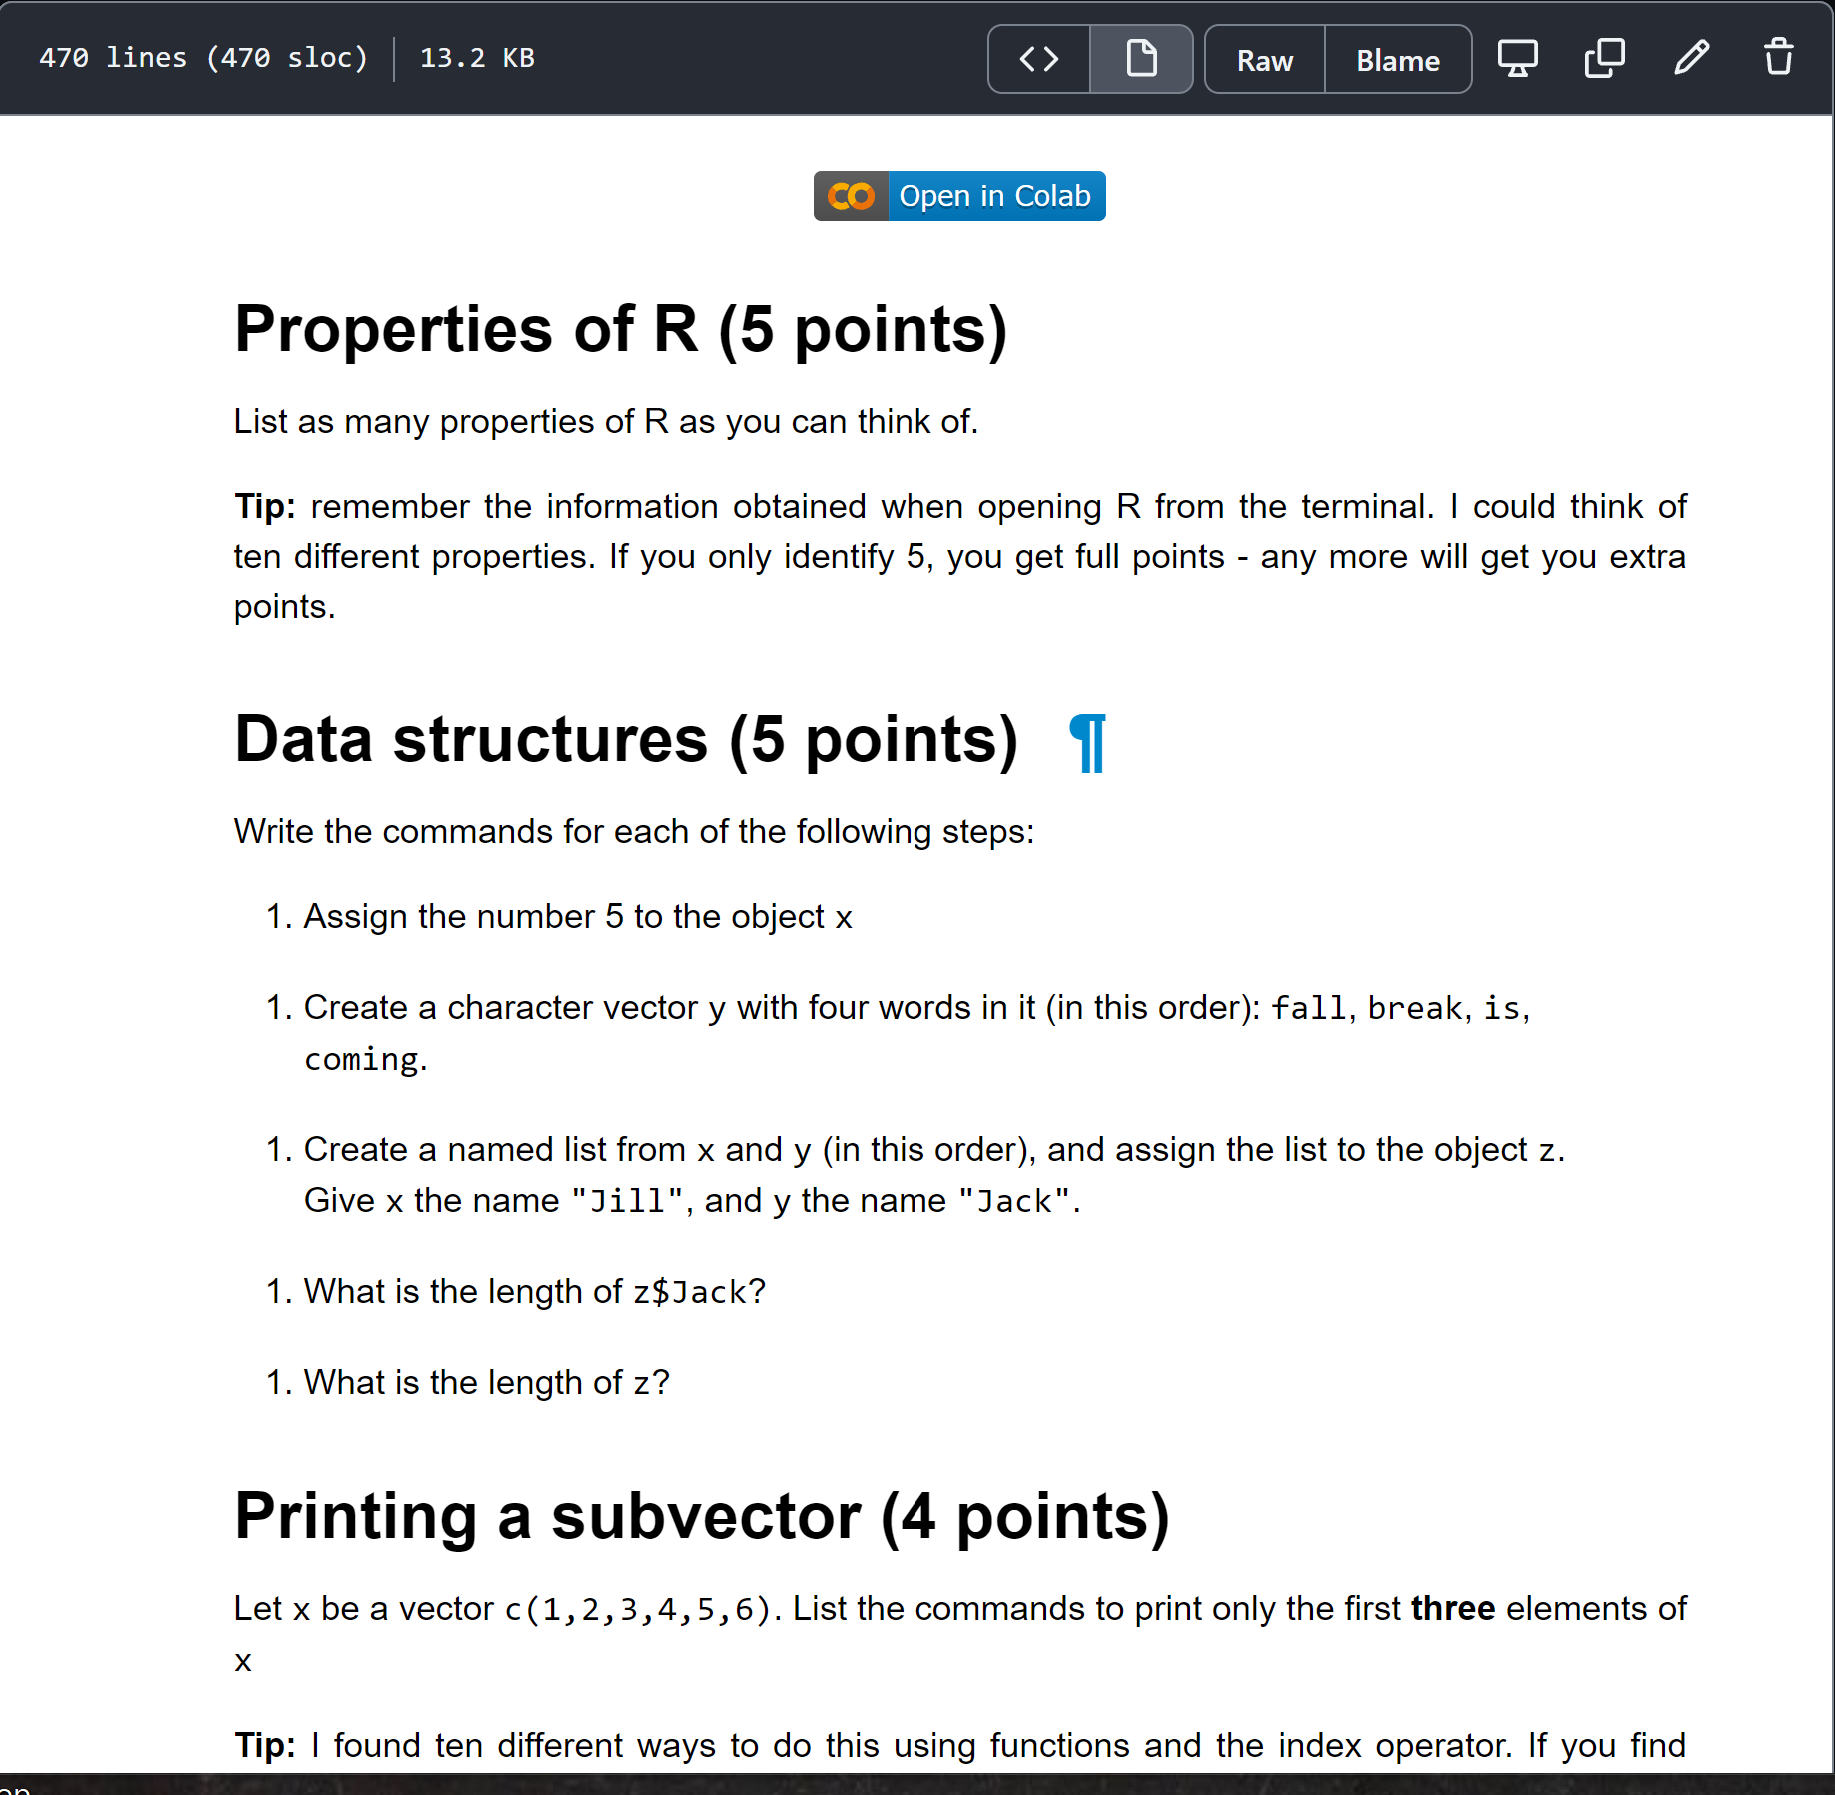 470 lines (470 sloc) 13.2 KB
Raw Blame
Open in Colab
Properties of R (5 points)
List as many properties of R as you can think of.
Tip: remember the information obtained when opening R from the terminal. I could think of
ten different properties. If you only identify 5, you get full points - any more will get you extra
points.
Data structures (5 points) ¶
Write the commands for each of the following steps:
1. Assign the number 5 to the object x
1. Create a character vector y with four words in it (in this order): fall, break, is,
coming.
1. Create a named list from x and y (in this order), and assign the list to the object z.
Give x the name "Jill", and y the name "Jack".
1. What is the length of z$Jack?
1. What is the length of z?
Printing a subvector (4 points)
Let x be a vector c(1,2,3,4,5,6). List the commands to print only the first three elements of
x
Tip: I found ten different ways to do this using functions and the index operator. If you find